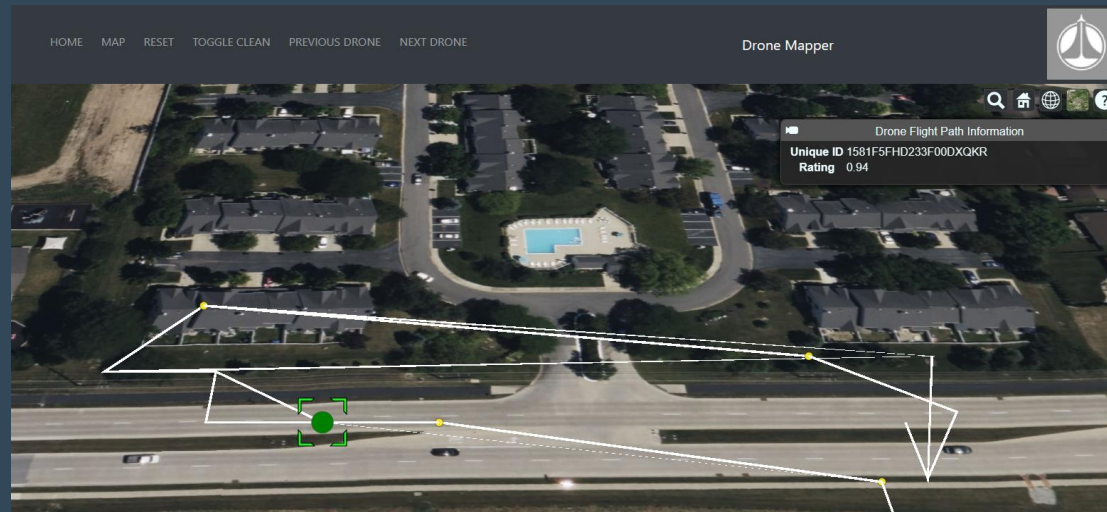 HOME MAP RESET TOGGLE CLEAN PREVIOUS DRONE NEXT DRONE
Drone Mapper
?
Drone Flight Path Information
Unique ID 1581F5FHD233F00DXQKR
Rating 0.94